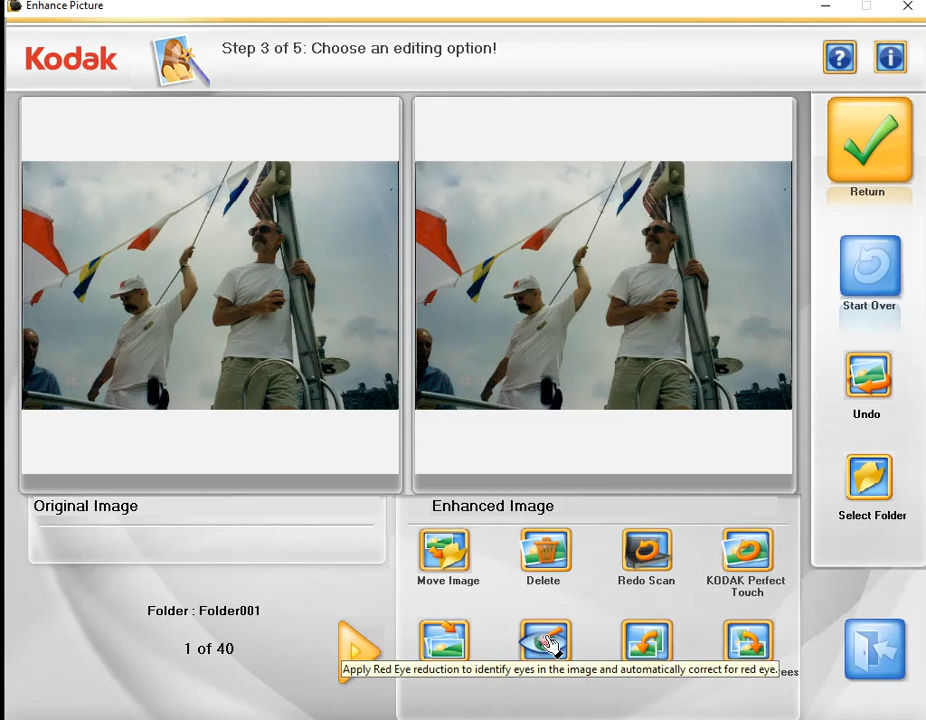 Enhance Picture
Kodak
Step 3 of 5: Choose an editing option!
Return
Start Over
Undo
Select Folder
Original Image
Enhanced Image
Move Image
Delete
Redo Scan
KODAK Perfect
Touch
Folder : Folder001
1 of 40
Apply Red Eye reduction to identify eyes in the image and automatically correct for red eye.
ees